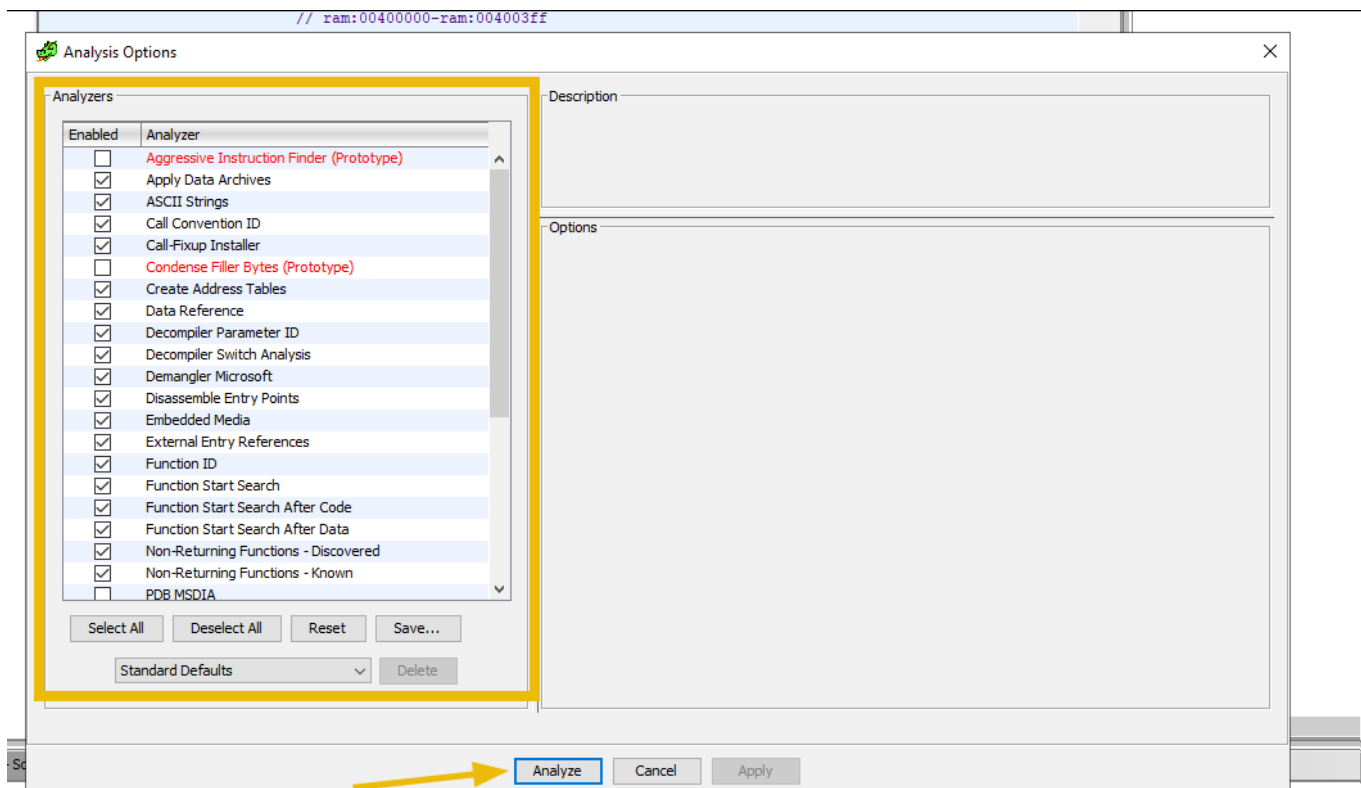 // ram:00400000-ram:004003ff
Analysis Options
Analyzers
Description
Enabled Analyzer
Aggressive Instruction Finder (Prototype)
Apply Data Archives
ASCII Strings
Call Convention ID
Options
Call-Fixup Installer
Condense Filler Bytes (Prototype)
Create Address Tables
Data Reference
Decompiler Parameter ID
Decompiler Switch Analysis
Demangler Microsoft
Disassemble Entry Points
Embedded Media
External Entry References
Function ID
Function Start Search
Function Start Search After Code
Function Start Search After Data
Non-Returning Functions - Discovered
Non-Returning Functions - Known
PDB MSDIA
Select All Deselect All Reset Save...
Standard Defaults Delete
Analyze Cancel Apply